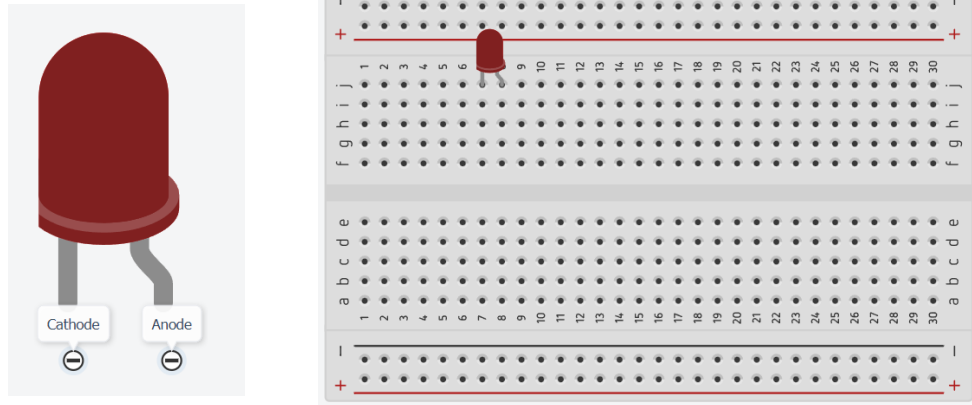 Cathode
Anode
- -
+ +
1 2 3 4 5 6 9 10 11 12 13 14 15 16 17 18 19 20 21 22 23 24 25 26 27 28 29 30
j j
i i
h h
g g
f f
e e
d d
c c
b b
a a
1 2 3 4 5 6 7 8 9 10 11 12 13 14 15 16 17 18 19 20 21 22 23 24 25 26 27 28 29 30
- -
+ +